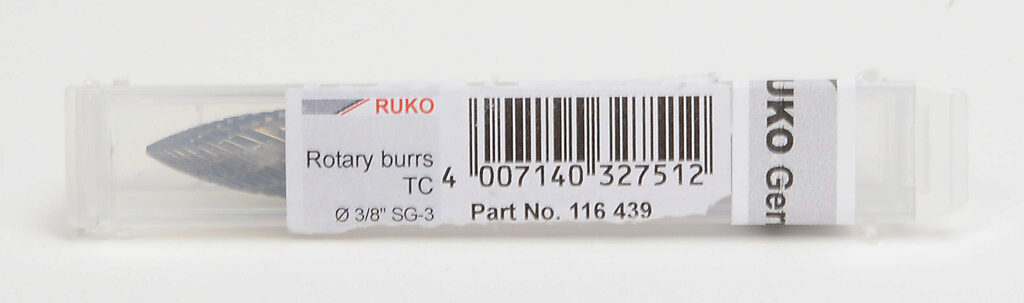 RUKO
Rotary burrs
TC
Ø 3/8" SG-3
4 007140 327512
Part No. 116 439
UKO Ger